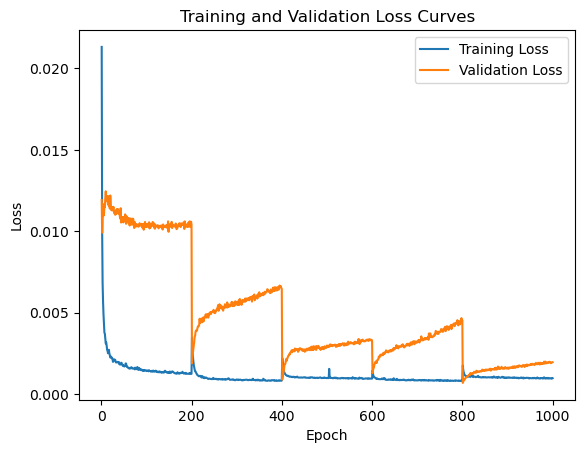 Training and Validation Loss Curves
Training Loss
Validation Loss
Loss
0.020
0.015
0.010
0.005
0.000
0
200
400
600
800
1000
Epoch